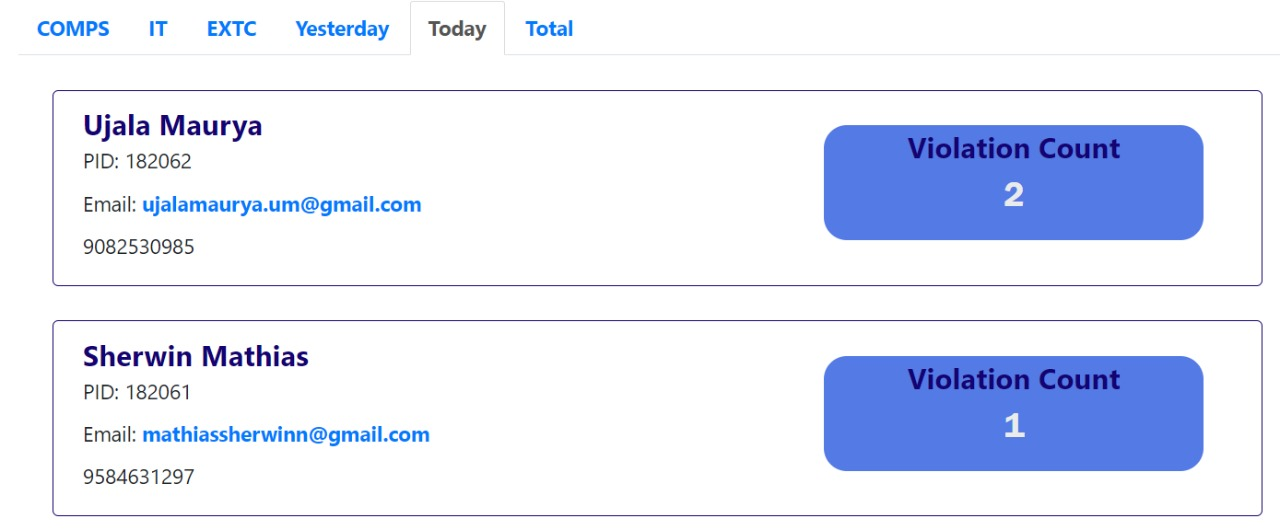 COMPS IT EXTC Yesterday Today Total
Ujala Maurya
PID: 182062
Email: ujalamaurya.um@gmail.com
9082530985
Violation Count
2
Sherwin Mathias
PID: 182061
Email: mathiassherwinn@gmail.com
9584631297
Violation Count
1